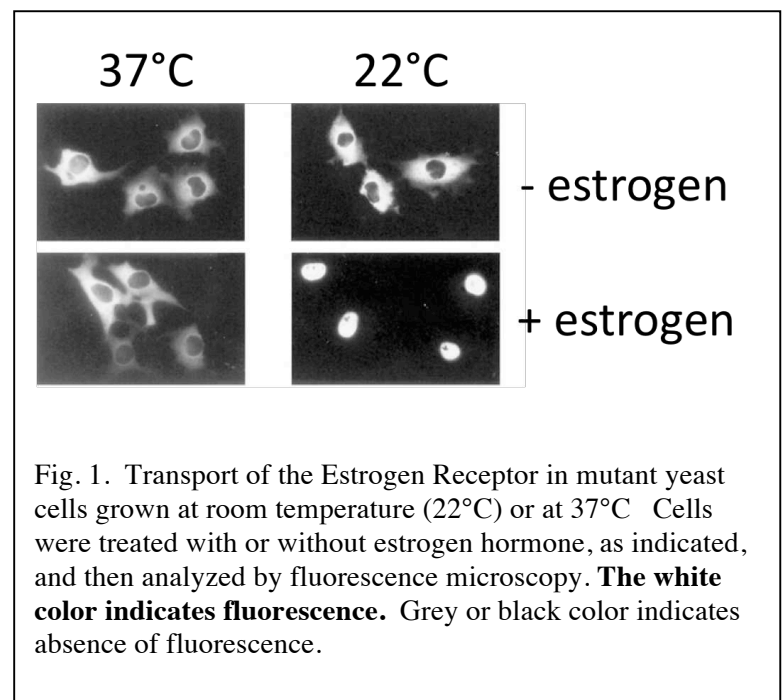 37°C 22°C
- estrogen
+ estrogen
Fig. 1. Transport of the Estrogen Receptor in mutant yeast
cells grown at room temperature (22°C) or at 37°C Cells
were treated with or without estrogen hormone, as indicated,
and then analyzed by fluorescence microscopy. The white
color indicates fluorescence. Grey or black color indicates
absence of fluorescence.